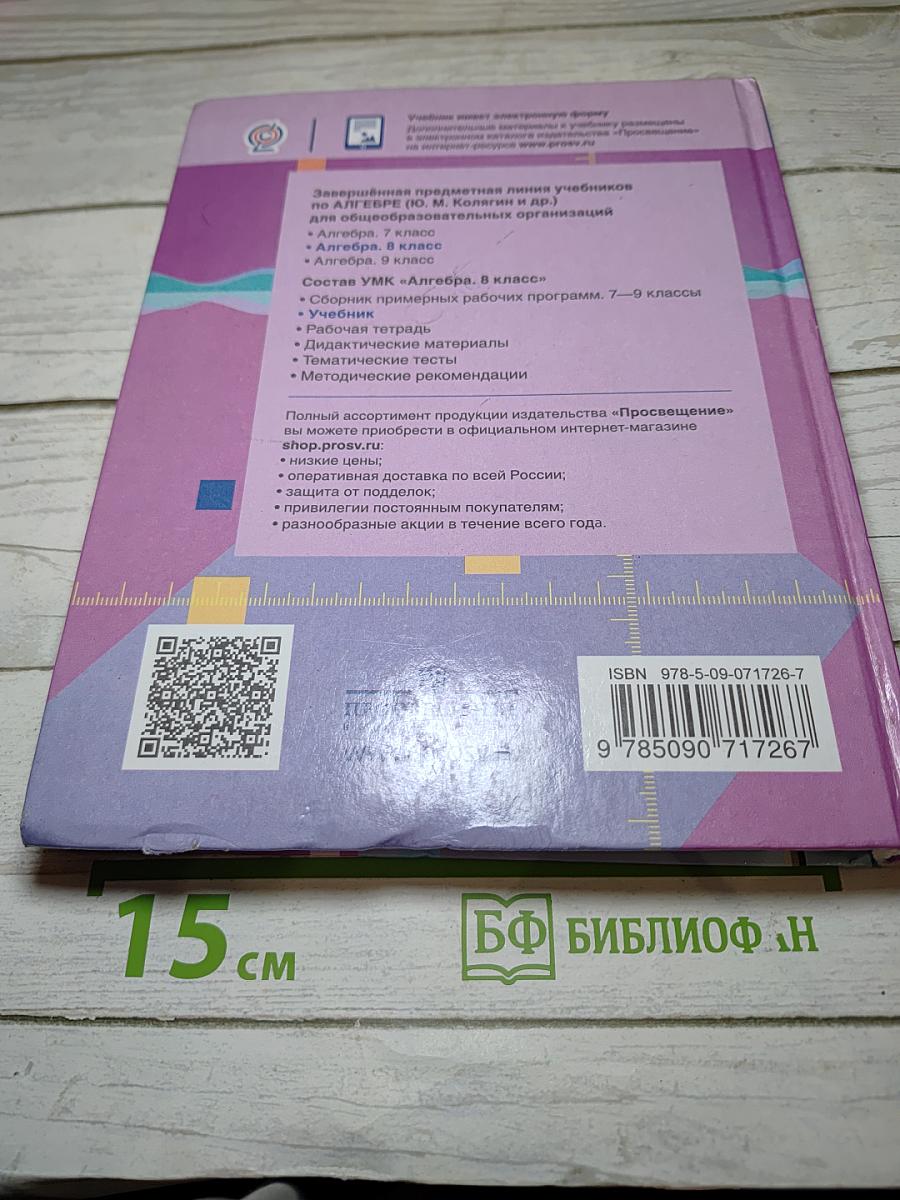 Учебник имеет электронную форму
Дополнительные материалы к учебнику размещены
в электронном каталоге издательства «Просвещение»
на интернет-ресурсе www.prosv.ru
Завершённая предметная линия учебников
по АЛГЕБРЕ (Ю. М. Колягин и др.)
для общеобразовательных организаций
• Алгебра. 7 класс
• Алгебра. 8 класс
• Алгебра. 9 класс
Состав УМК «Алгебра. 8 класс»
• Сборник примерных рабочих программ. 7—9 классы
• Учебник
• Рабочая тетрадь
• Дидактические материалы
• Тематические тесты
• Методические рекомендации
Полный ассортимент продукции издательства «Просвещение»
вы можете приобрести в официальном интернет-магазине
shop.prosv.ru:
• низкие цены;
• оперативная доставка по всей России;
• защита от подделок;
• привилегии постоянным покупателям;
• разнообразные акции в течение всего года.
ISBN 978-5-09-071726-7
9 785090 717267
15 см
БФ БИБЛИОФАН